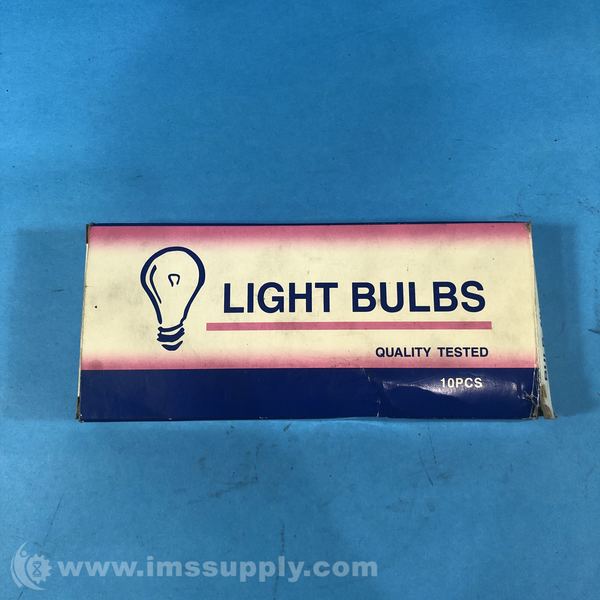 LIGHT BULBS
QUALITY TESTED
10PCS
www.imssupply.com